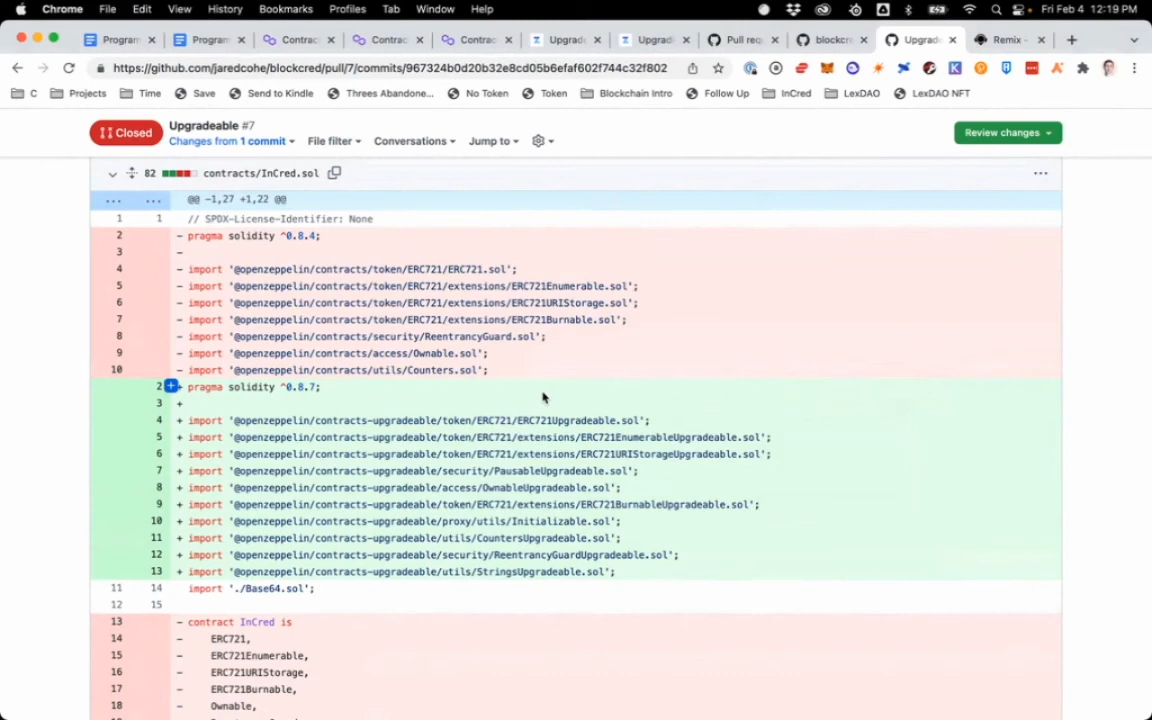 Chrome File Edit View History Bookmarks Profiles Tab Window Help Fri Feb 4 12:19 PM
Program Program Contrac Contrac Contrac Upgrade Upgradi Pull req blockcre Upgrade Remix -
https://github.com/jaredcohe/blockcred/pull/7/commits/967324b0d20b32e8cd05b6efaf602f744c32f802
C Projects Time Save Send to Kindle Threes Abandone... No Token Token Blockchain Intro Follow Up InCred LexDAO LexDAO NFT
Closed Upgradeable #7
Changes from 1 commit File filter Conversations Jump to Review changes
82 contracts/InCred.sol
... ... @@ -1,27 +1,22 @@
1 1 // SPDX-License-Identifier: None
2 - pragma solidity ^0.8.4;
3 -
4 - import '@openzeppelin/contracts/token/ERC721/ERC721.sol';
5 - import '@openzeppelin/contracts/token/ERC721/extensions/ERC721Enumerable.sol';
6 - import '@openzeppelin/contracts/token/ERC721/extensions/ERC721URIStorage.sol';
7 - import '@openzeppelin/contracts/token/ERC721/extensions/ERC721Burnable.sol';
8 - import '@openzeppelin/contracts/security/ReentrancyGuard.sol';
9 - import '@openzeppelin/contracts/access/Ownable.sol';
10 - import '@openzeppelin/contracts/utils/Counters.sol';
2 + pragma solidity ^0.8.7;
3 +
4 + import '@openzeppelin/contracts-upgradeable/token/ERC721/ERC721Upgradeable.sol';
5 + import '@openzeppelin/contracts-upgradeable/token/ERC721/extensions/ERC721EnumerableUpgradeable.sol';
6 + import '@openzeppelin/contracts-upgradeable/token/ERC721/extensions/ERC721URIStorageUpgradeable.sol';
7 + import '@openzeppelin/contracts-upgradeable/security/PausableUpgradeable.sol';
8 + import '@openzeppelin/contracts-upgradeable/access/OwnableUpgradeable.sol';
9 + import '@openzeppelin/contracts-upgradeable/token/ERC721/extensions/ERC721BurnableUpgradeable.sol';
10 + import '@openzeppelin/contracts-upgradeable/proxy/utils/Initializable.sol';
11 + import '@openzeppelin/contracts-upgradeable/utils/CountersUpgradeable.sol';
12 + import '@openzeppelin/contracts-upgradeable/security/ReentrancyGuardUpgradeable.sol';
13 + import '@openzeppelin/contracts-upgradeable/utils/StringsUpgradeable.sol';
11 14 import './Base64.sol';
12 15
13 - contract InCred is
14 - ERC721,
15 - ERC721Enumerable,
16 - ERC721URIStorage,
17 - ERC721Burnable,
18 - Ownable,